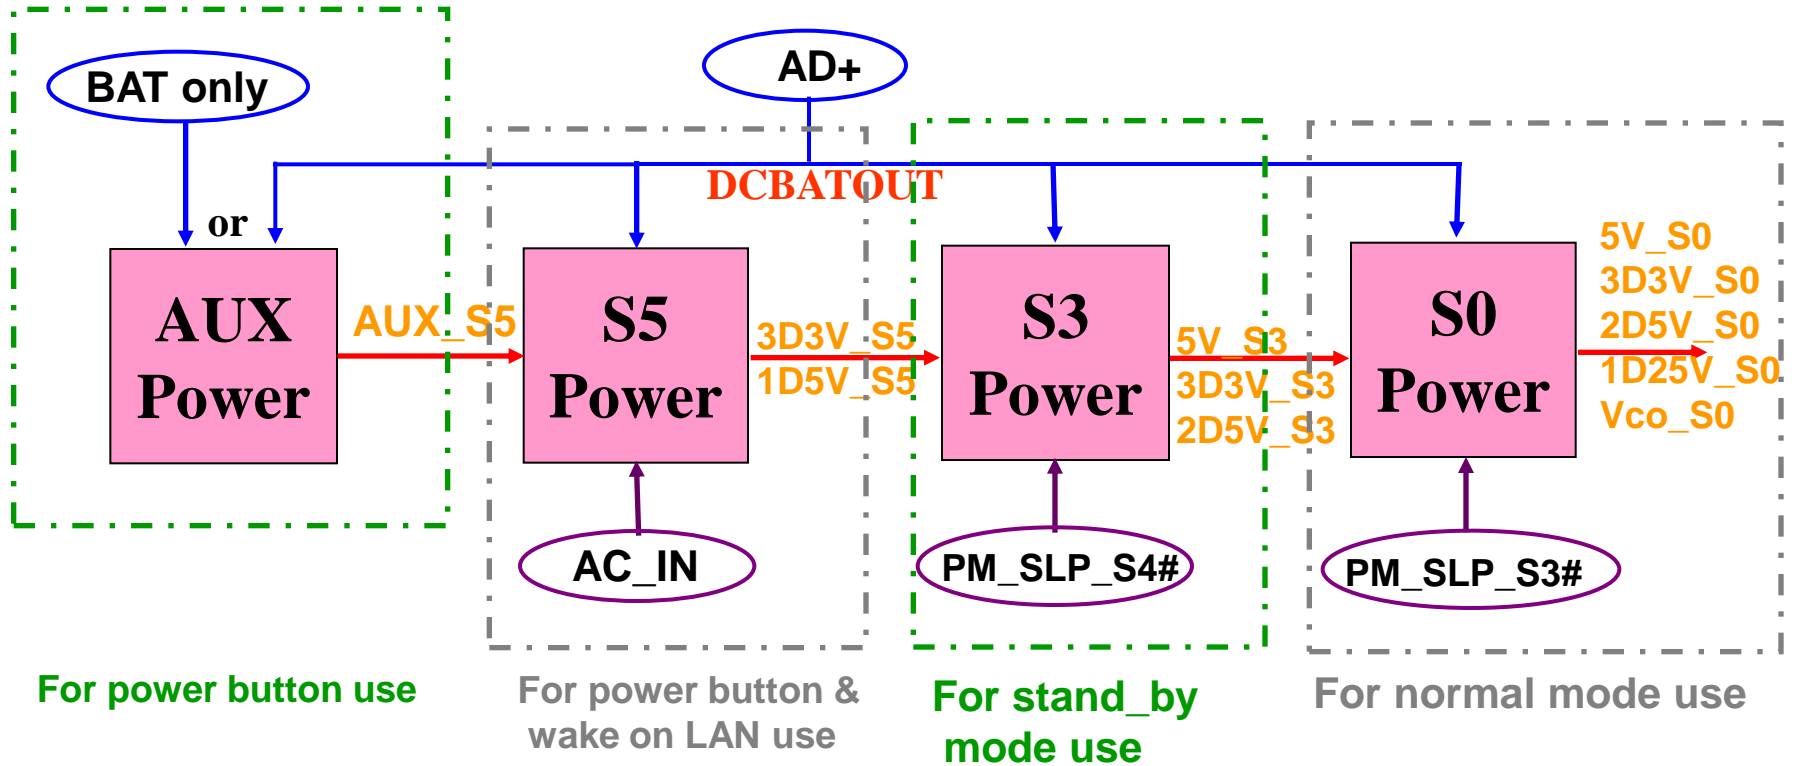 BAT only
AD+
DCBATOUT
or
AUX
Power
AUX_S5
S5
Power
3D3V_S5
1D5V_S5
S3
Power
5V_S3
3D3V_S3
2D5V_S3
S0
Power
5V_S0
3D3V_S0
2D5V_S0
1D25V_S0
Vco_S0
AC_IN
PM_SLP_S4#
PM_SLP_S3#
For power button use
For power button &
wake on LAN use
For stand_by
mode use
For normal mode use